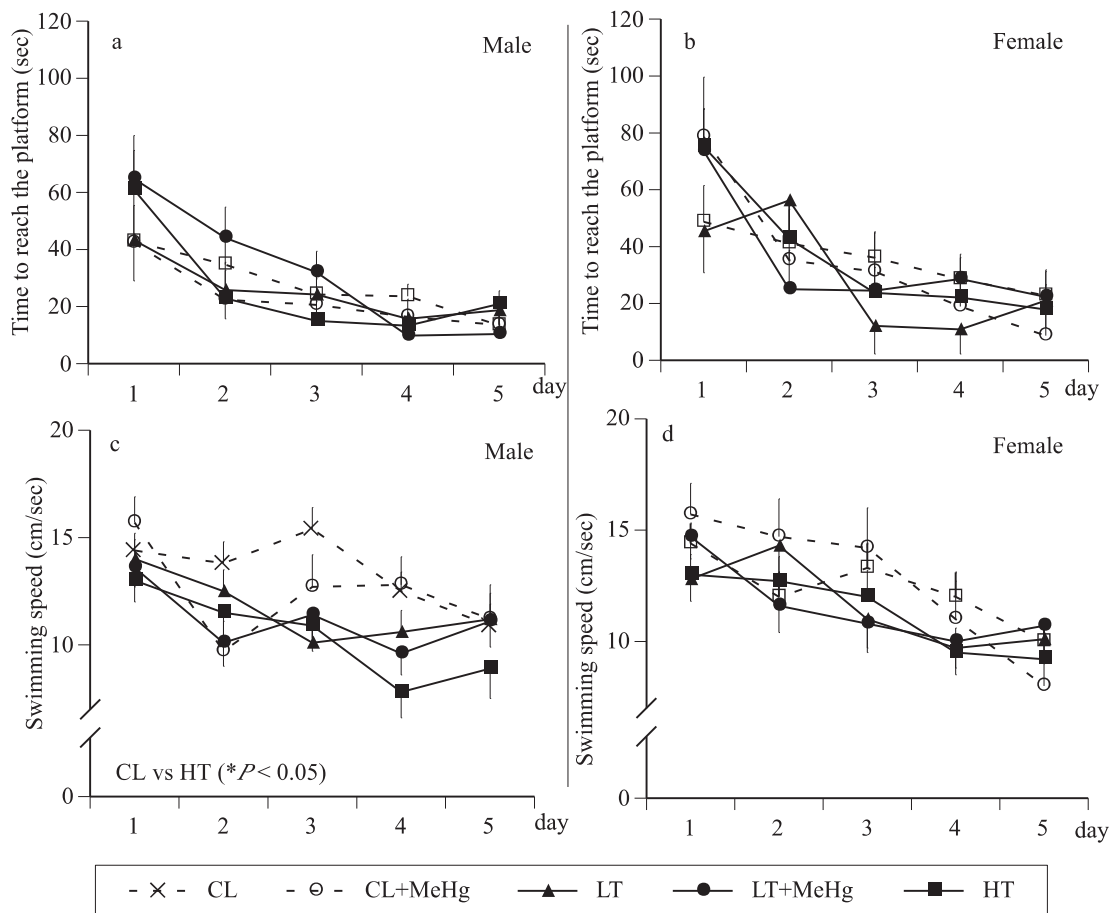 a
Male
Time to reach the platform (sec)
120
100
80
60
40
20
0
1 2 3 4 5 day
b
Female
Time to reach the platform (sec)
120
100
80
60
40
20
0
1 2 3 4 5 day
c
Male
Swimming speed (cm/sec)
20
15
10
0
CL vs HT (*P < 0.05)
1 2 3 4 5 day
d
Female
Swimming speed (cm/sec)
20
15
10
0
1 2 3 4 5 day
CL CL+MeHg LT LT+MeHg HT